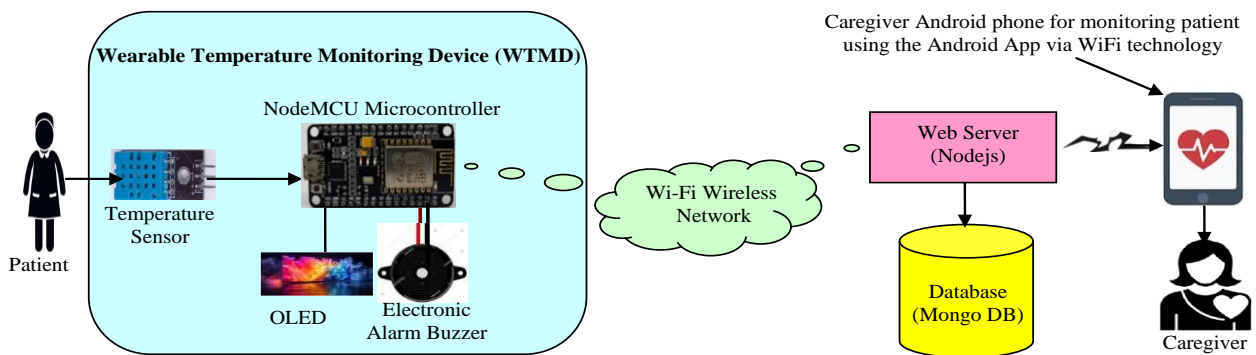 Wearable Temperature Monitoring Device (WTMD)
NodeMCU Microcontroller
Patient
Temperature
Sensor
OLED
Electronic
Alarm Buzzer
Wi-Fi Wireless
Network
Caregiver Android phone for monitoring patient
using the Android App via WiFi technology
Web Server
(Nodejs)
Database
(Mongo DB)
Caregiver